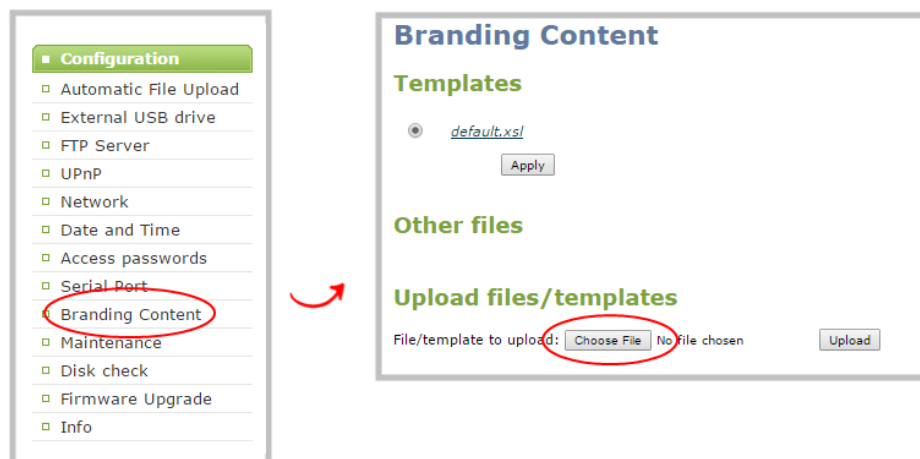 Configuration
Automatic File Upload
External USB drive
FTP Server
UPnP
Network
Date and Time
Access passwords
Serial Port
Branding Content
Maintenance
Disk check
Firmware Upgrade
Info
Branding Content
Templates
default.xsl
Apply
Other files
Upload files/templates
File/template to upload: Choose File No file chosen Upload